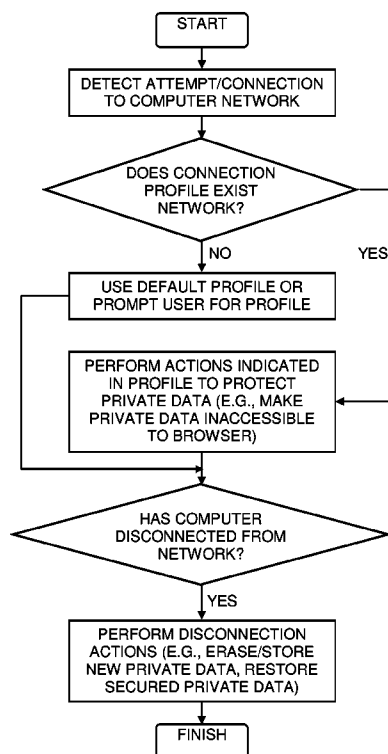 START
DETECT ATTEMPT/CONNECTION
TO COMPUTER NETWORK
DOES CONNECTION
PROFILE EXIST
NETWORK?
NO
YES
USE DEFAULT PROFILE OR
PROMPT USER FOR PROFILE
PERFORM ACTIONS INDICATED
IN PROFILE TO PROTECT
PRIVATE DATA (E.G., MAKE
PRIVATE DATA INACCESSIBLE
TO BROWSER)
HAS COMPUTER
DISCONNECTED FROM
NETWORK?
YES
PERFORM DISCONNECTION
ACTIONS (E.G., ERASE/STORE
NEW PRIVATE DATA, RESTORE
SECURED PRIVATE DATA)
FINISH